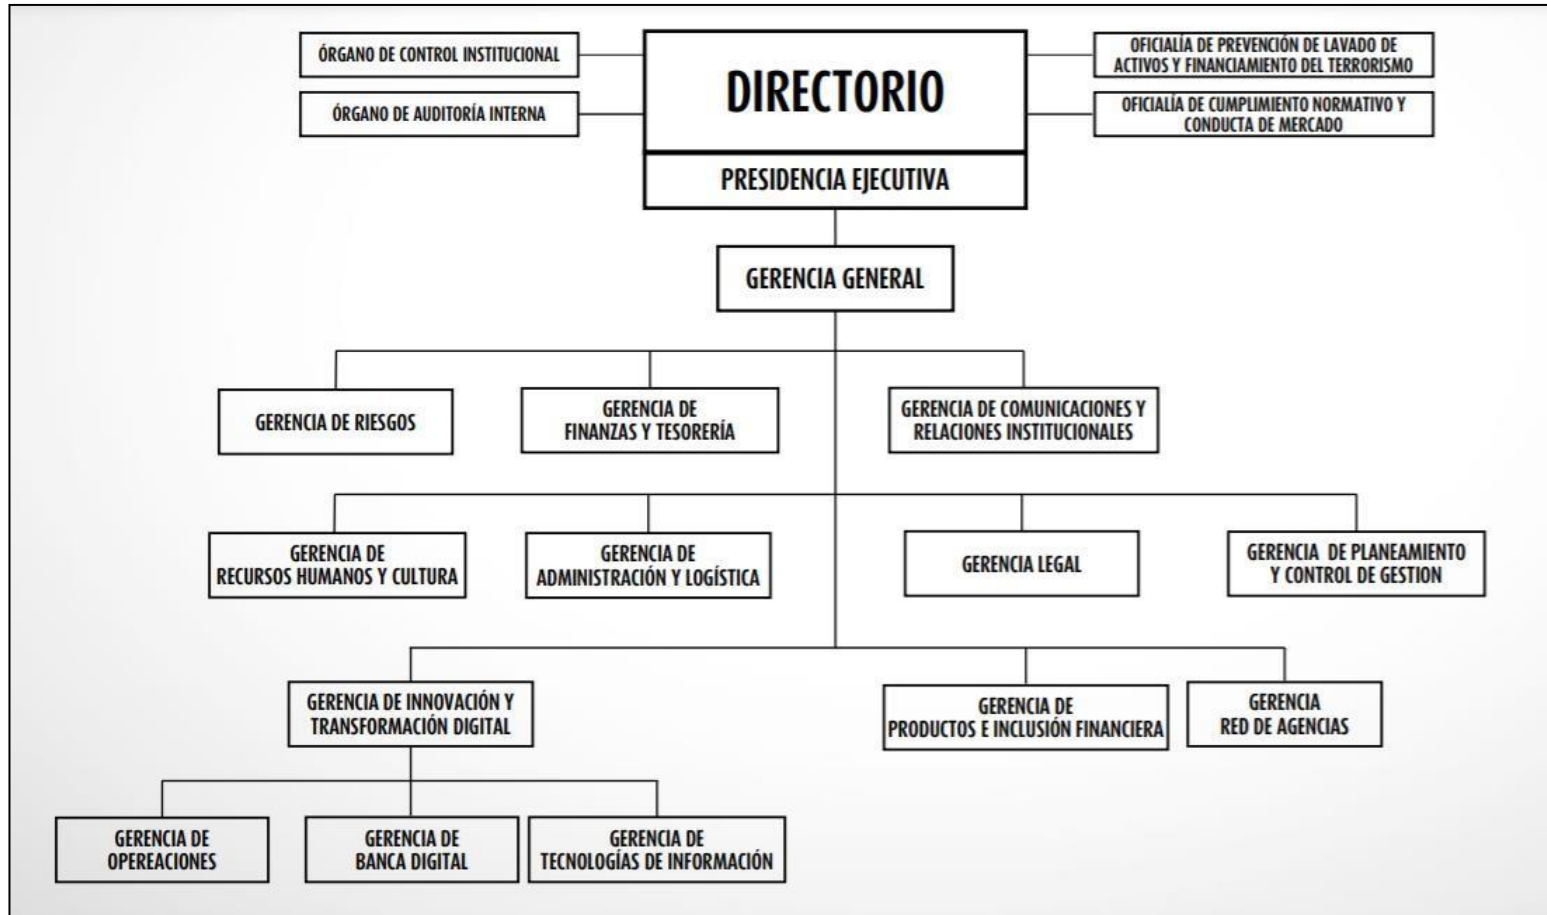 ÓRGANO DE CONTROL INSTITUCIONAL
ÓRGANO DE AUDITORÍA INTERNA
DIRECTORIO
PRESIDENCIA EJECUTIVA
OFICIALÍA DE PREVENCIÓN DE LAVADO DE
ACTIVOS Y FINANCIAMIENTO DEL TERRORISMO
OFICIALÍA DE CUMPLIMIENTO NORMATIVO Y
CONDUCTA DE MERCADO
GERENCIA GENERAL
GERENCIA DE RIESGOS
GERENCIA DE
FINANZAS Y TESORERÍA
GERENCIA DE COMUNICACIONES Y
RELACIONES INSTITUCIONALES
GERENCIA DE
RECURSOS HUMANOS Y CULTURA
GERENCIA DE
ADMINISTRACIÓN Y LOGÍSTICA
GERENCIA LEGAL
GERENCIA DE PLANEAMIENTO
Y CONTROL DE GESTION
GERENCIA DE INNOVACIÓN Y
TRANSFORMACIÓN DIGITAL
GERENCIA DE
PRODUCTOS E INCLUSIÓN FINANCIERA
GERENCIA
RED DE AGENCIAS
GERENCIA DE
OPEREACIONES
GERENCIA DE
BANCA DIGITAL
GERENCIA DE
TECNOLOGÍAS DE INFORMACIÓN